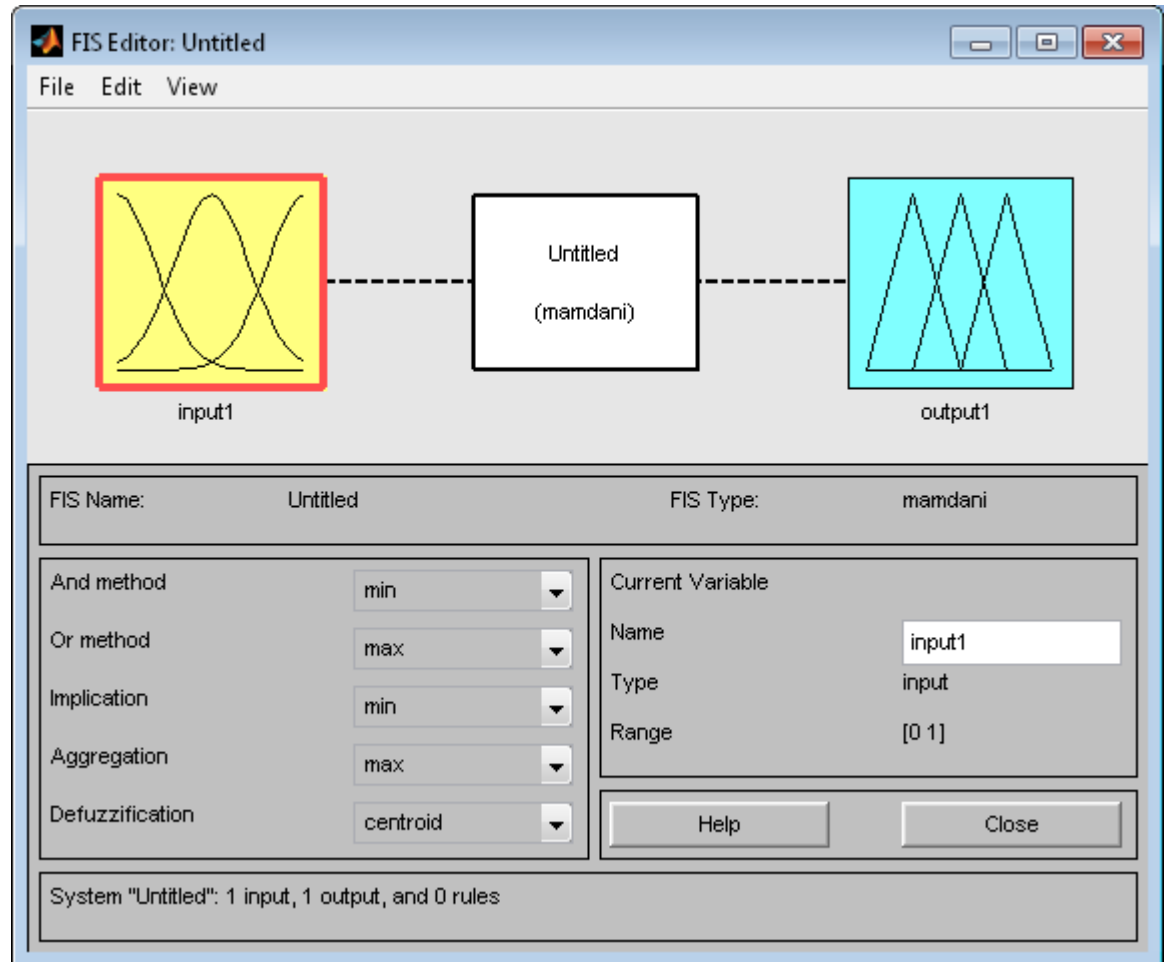 FIS Editor: Untitled
File Edit View
Untitled
(mamdani)
input1
output1
FIS Name: Untitled
FIS Type: mamdani
And method min
Or method max
Implication min
Aggregation max
Defuzzification centroid
Current Variable
Name input1
Type input
Range [0 1]
Help
Close
System "Untitled": 1 input, 1 output, and 0 rules